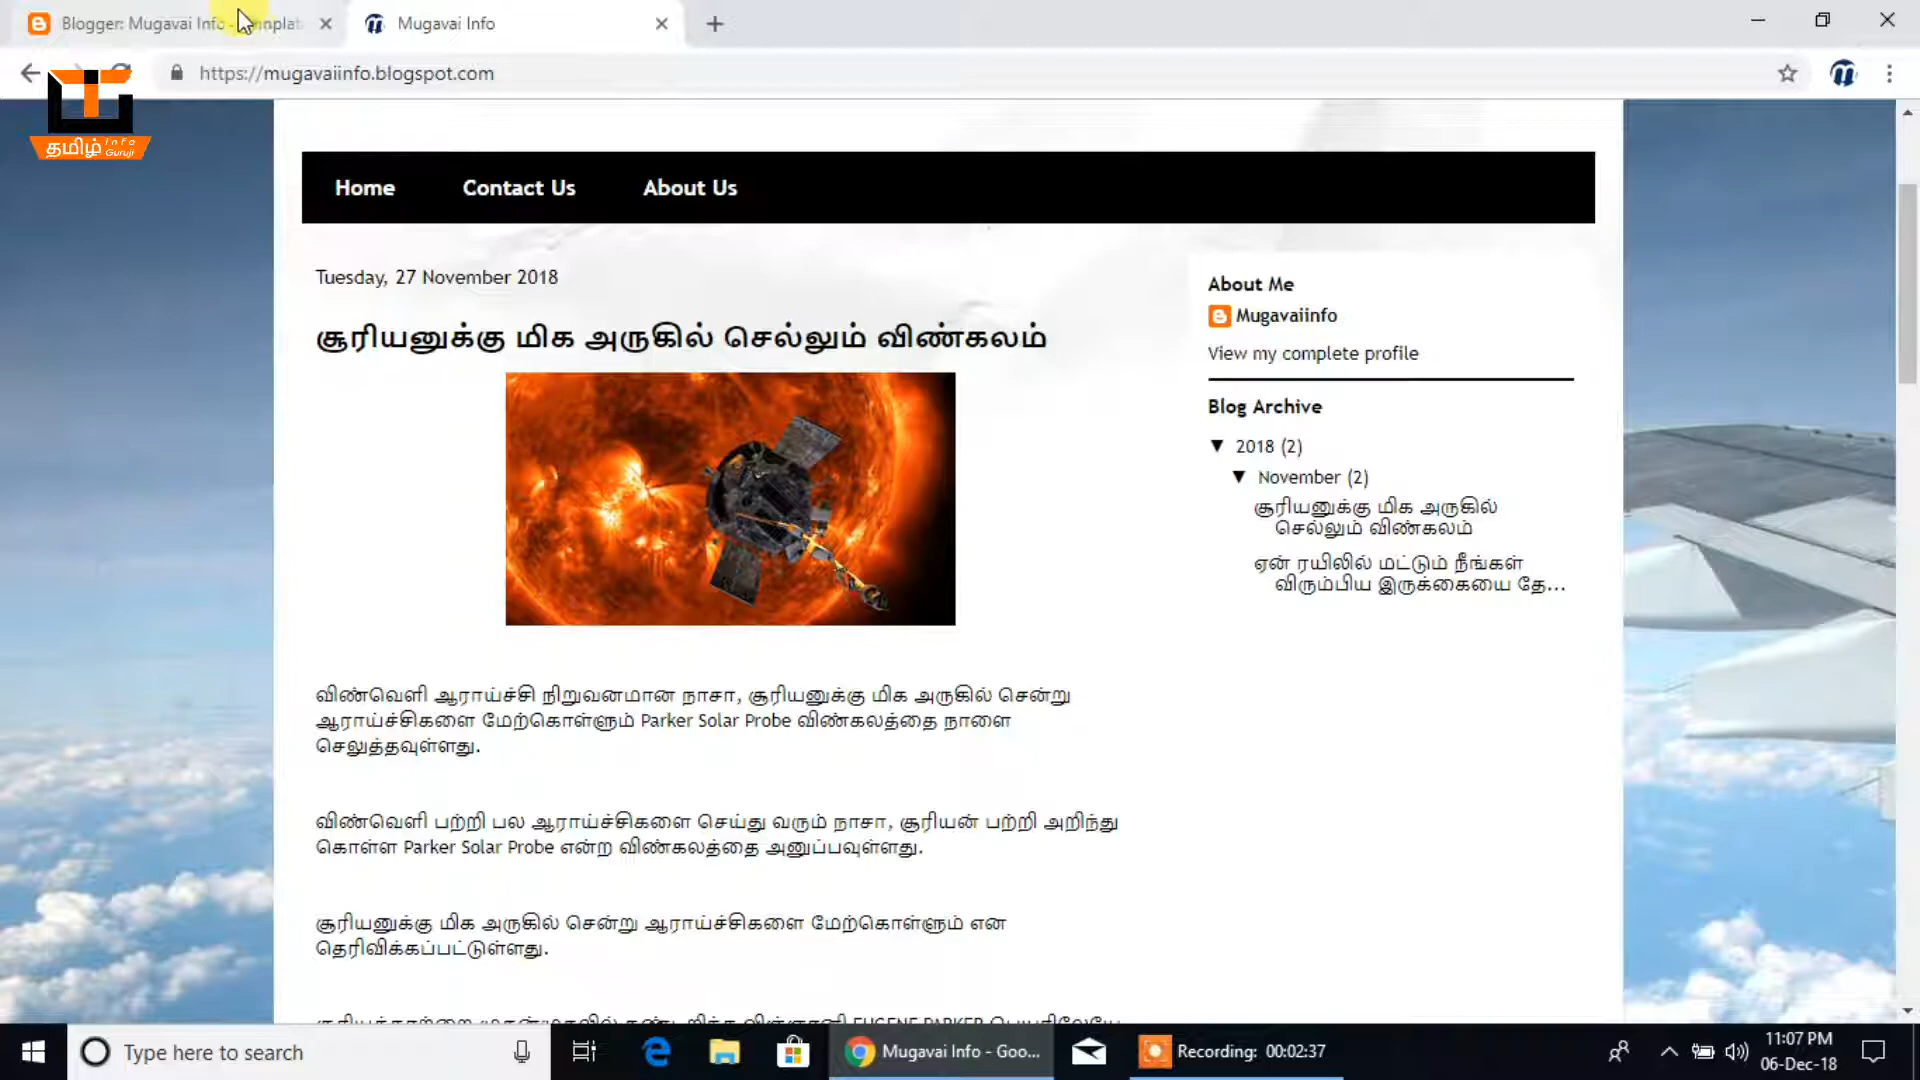 Blogger: Mugavai Info -
Mugavai Info
https://mugavaiinfo.blogspot.com
தமிழ் Info Guruji
Home
Contact Us
About Us
Tuesday, 27 November 2018
சூரியனுக்கு மிக அருகில் செல்லும் விண்கலம்
விண்வெளி ஆராய்ச்சி நிறுவனமான நாசா, சூரியனுக்கு மிக அருகில் சென்று
ஆராய்ச்சிகளை மேற்கொள்ளும் Parker Solar Probe விண்கலத்தை நாளை
செலுத்தவுள்ளது.
விண்வெளி பற்றி பல ஆராய்ச்சிகளை செய்து வரும் நாசா, சூரியன் பற்றி அறிந்து
கொள்ள Parker Solar Probe என்ற விண்கலத்தை அனுப்பவுள்ளது.
சூரியனுக்கு மிக அருகில் சென்று ஆராய்ச்சிகளை மேற்கொள்ளும் என
தெரிவிக்கப்பட்டுள்ளது.
EUGENE PARKER
About Me
Mugavaiinfo
View my complete profile
Blog Archive
▼ 2018 (2)
▼ November (2)
சூரியனுக்கு மிக அருகில்
செல்லும் விண்கலம்
ஏன் ரயிலில் மட்டும் நீங்கள்
விரும்பிய இருக்கையை தே...
Type here to search
Mugavai Info - Goo...
Recording: 00:02:37
11:07 PM
06-Dec-18